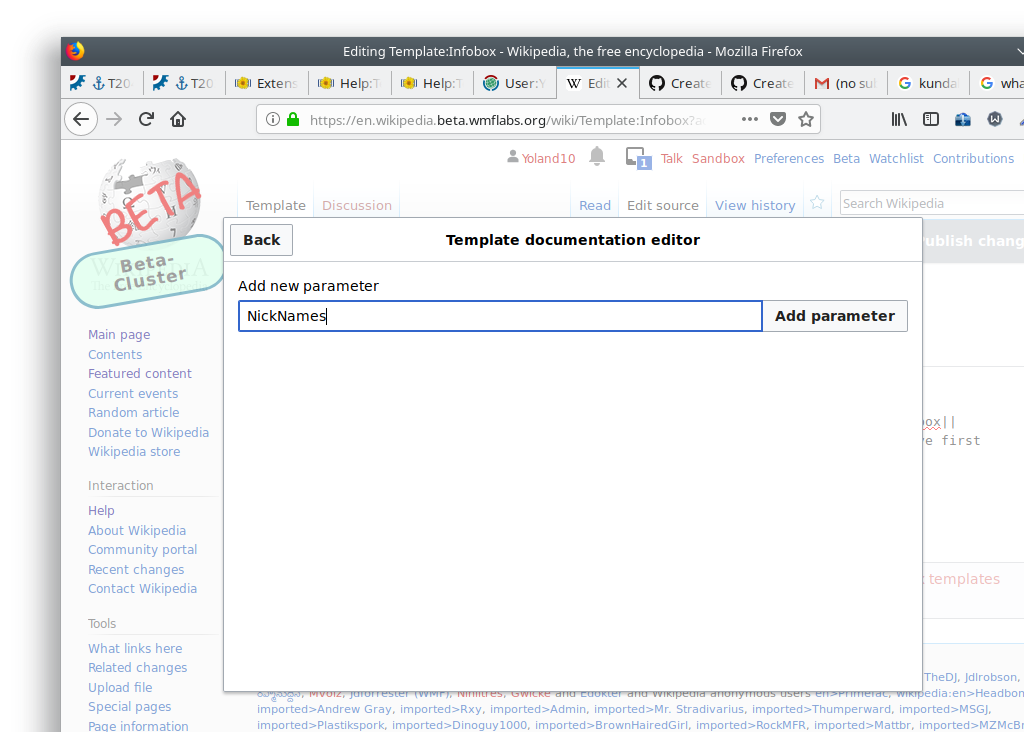 Editing Template:Infobox - Wikipedia, the free encyclopedia - Mozilla Firefox
T20 T20 Extens Help:T Help:T User:Y Edit Create Create (no sub kunda wha
https://en.wikipedia.beta.wmflabs.org/wiki/Template:Infobox?a
Yoland10 1 Talk Sandbox Preferences Beta Watchlist Contributions
Template Discussion Read Edit source View history Search Wikipedia
BETA
Beta-
Cluster
Back Template documentation editor
ublish chang
Add new parameter
NickNames Add parameter
Main page
Contents
Featured content
Current events
Random article
Donate to Wikipedia
Wikipedia store
box||
e first
Interaction
Help
About Wikipedia
Community portal
Recent changes
Contact Wikipedia
templates
Tools
What links here
Related changes
Upload file
Special pages
Page information
TheDJ, Jdlrobson,
Mvolz, Jdforrester (WMF), Nihiltres, Gwicke and Edokter and Wikipedia anonymous users en>Primefac, wikipedia:en>Headbon
imported>Andrew Gray, imported>Rxy, imported>Admin, imported>Mr. Stradivarius, imported>Thumperward, imported>MSGJ,
imported>Plastikspork, imported>Dinoguy1000, imported>BrownHairedGirl, imported>RockMFR, imported>Mattbr, imported>MZMcBr